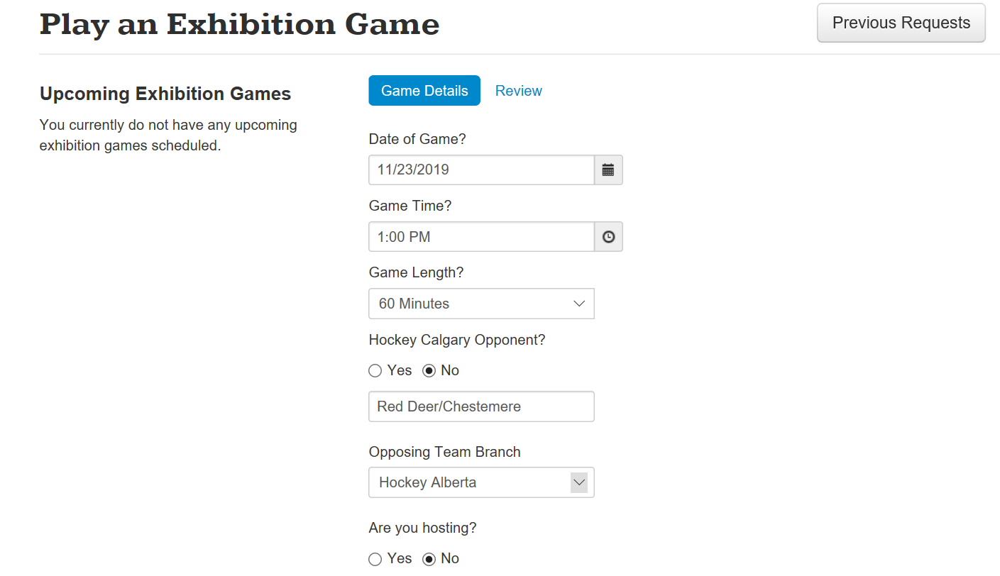 Play an Exhibition Game
Previous Requests
Upcoming Exhibition Games
You currently do not have any upcoming
exhibition games scheduled.
Game Details
Review
Date of Game?
11/23/2019
Game Time?
1:00 PM
Game Length?
60 Minutes
Hockey Calgary Opponent?
Yes No
Red Deer/Chestemere
Opposing Team Branch
Hockey Alberta
Are you hosting?
Yes No